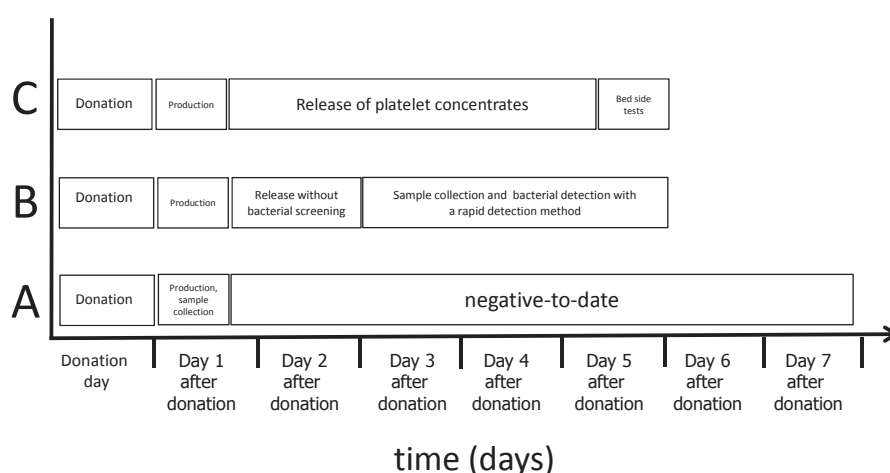 C
Donation
Production
Release of platelet concentrates
Bed side
tests
B
Donation
Production
Release without
bacterial screening
Sample collection and bacterial detection with
a rapid detection method
A
Donation
Production,
sample
collection
negative-to-date
Donation
day
Day 1
after
donation
Day 2
after
donation
Day 3
after
donation
Day 4
after
donation
Day 5
after
donation
Day 6
after
donation
Day 7
after
donation
time (days)